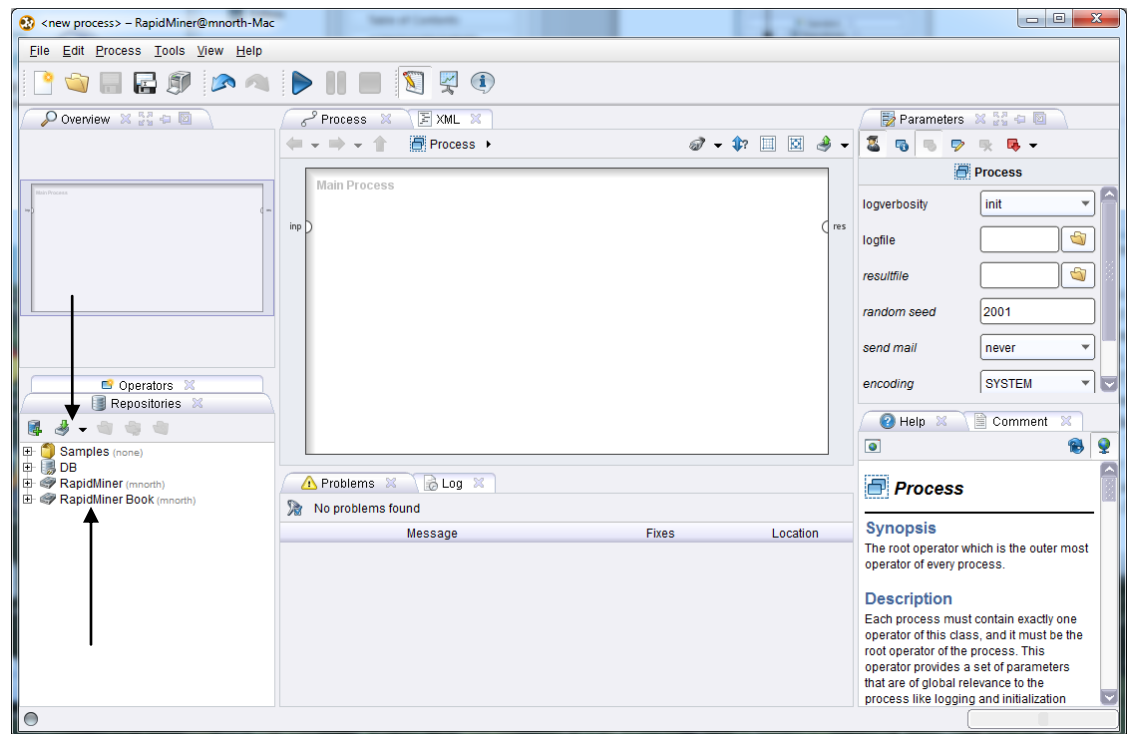 <new process> – RapidMiner@mnorth-Mac
File Edit Process Tools View Help
Overview
Process
XML
Parameters
Process
Process
Main Process
inp
res
logverbosity
init
logfile
resultfile
random seed
2001
send mail
never
encoding
SYSTEM
Operators
Repositories
Samples (none)
DB
RapidMiner (mnorth)
RapidMiner Book (mnorth)
Problems
Log
No problems found
Message Fixes Location
Help
Comment
Process
Synopsis
The root operator which is the outer most
operator of every process.
Description
Each process must contain exactly one
operator of this class, and it must be the
root operator of the process. This
operator provides a set of parameters
that are of global relevance to the
process like logging and initialization